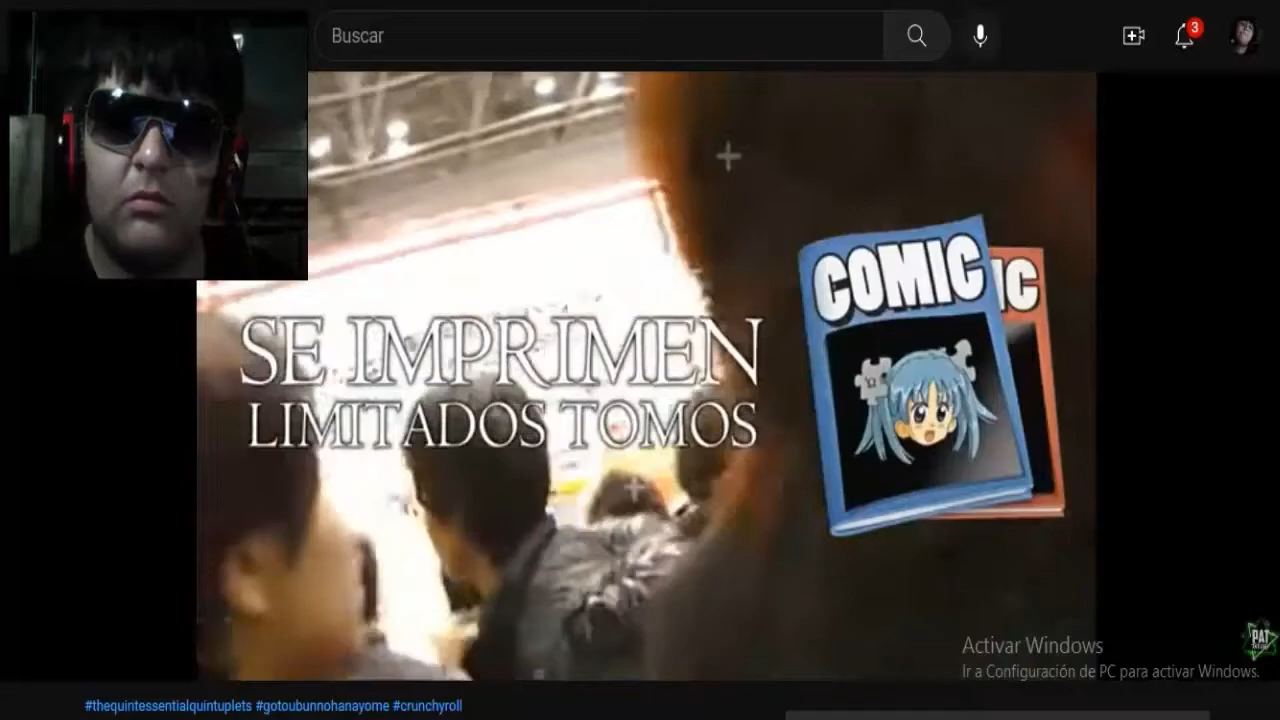 Buscar
3
COMIC
IC
SE IMPRIMEN
LIMITADOS TOMOS
Activar Windows
Ir a Configuración de PC para activar Windows.
PAT
#thequintessentialquintuplets #gotoubunnohanayome #crunchyroll